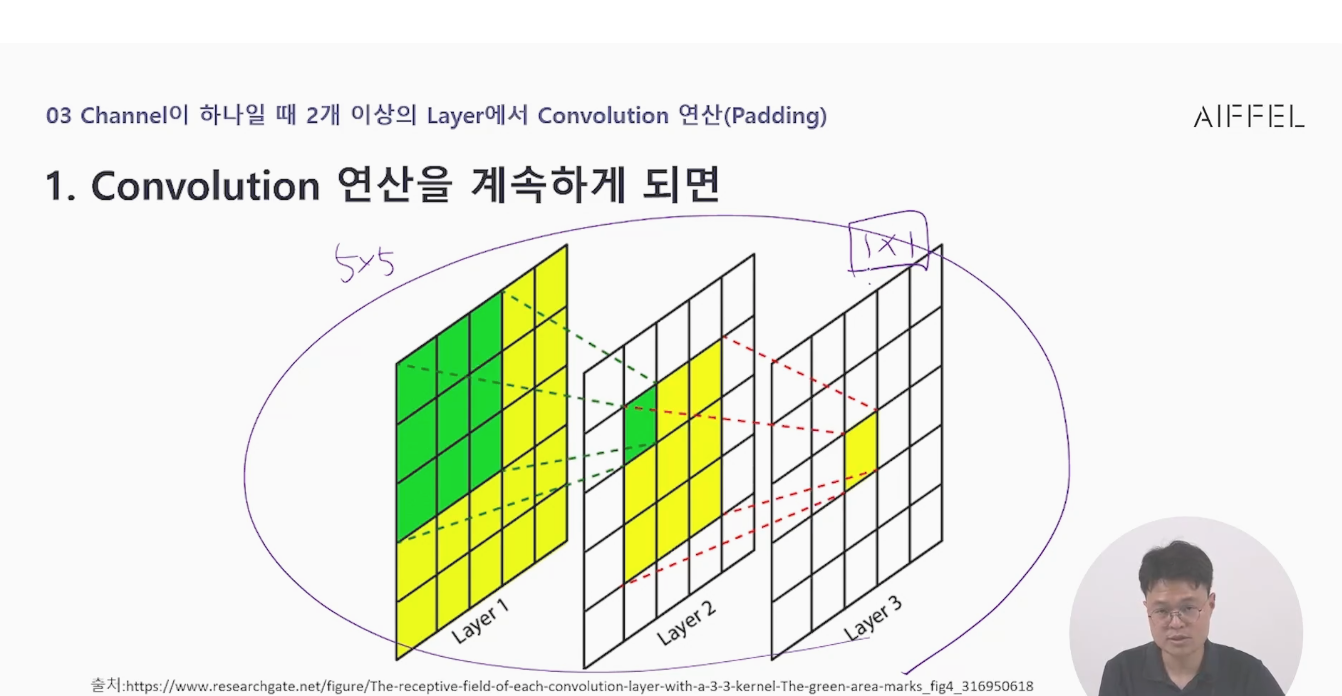 03 Channel이 하나일 때 2개 이상의 Layer에서 Convolution 연산(Padding)
AIFFEL
1. Convolution 연산을 계속하게 되면
5x5
1x1
Layer 1
Layer 2
Layer 3
출처:https://www.researchgate.net/figure/The-receptive-field-of-each-convolution-layer-with-a-3-3-kernel-The-green-area-marks_fig4_316950618